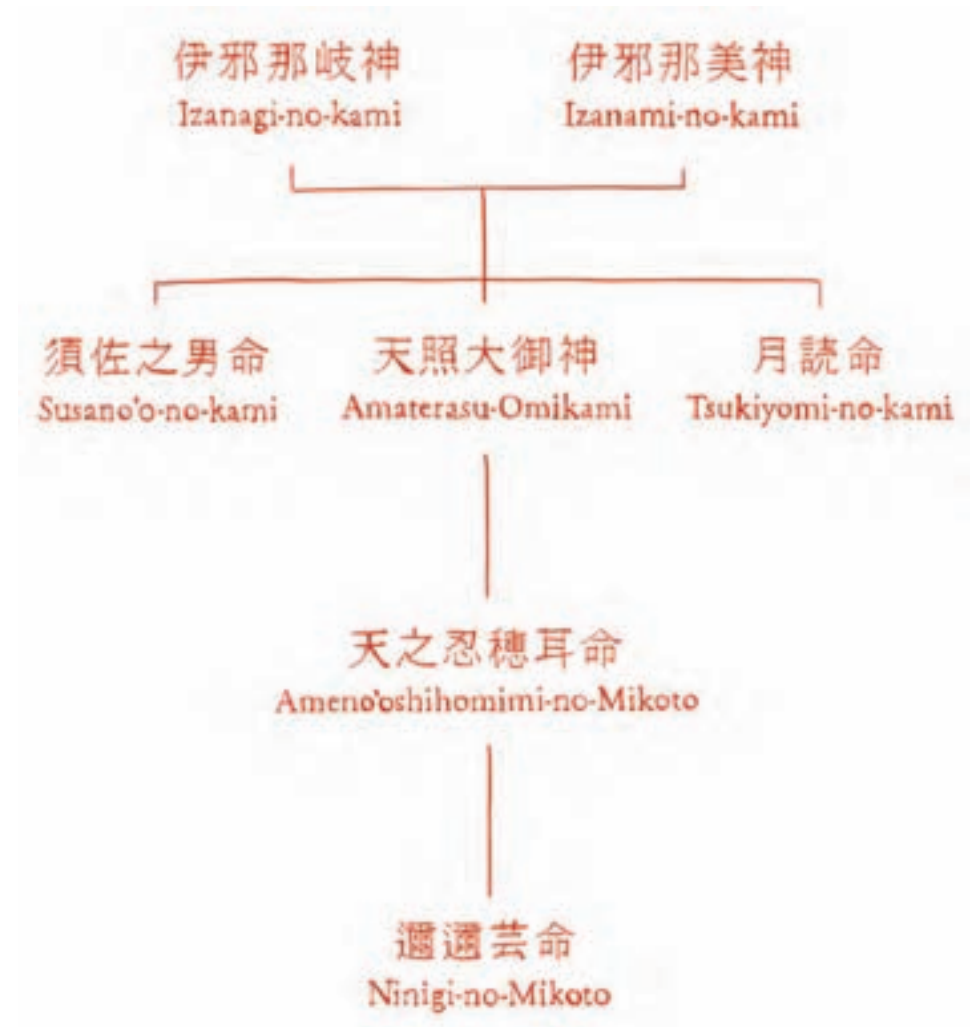 伊邪那岐神
Izanagi-no-kami
伊邪那美神
Izanami-no-kami
須佐之男命
Susano'o-no-kami
天照大御神
Amaterasu-Omikami
月読命
Tsukiyomi-no-kami
天之忍穂耳命
Ameno'oshihomimi-no-Mikoto
邇邇芸命
Ninigi-no-Mikoto